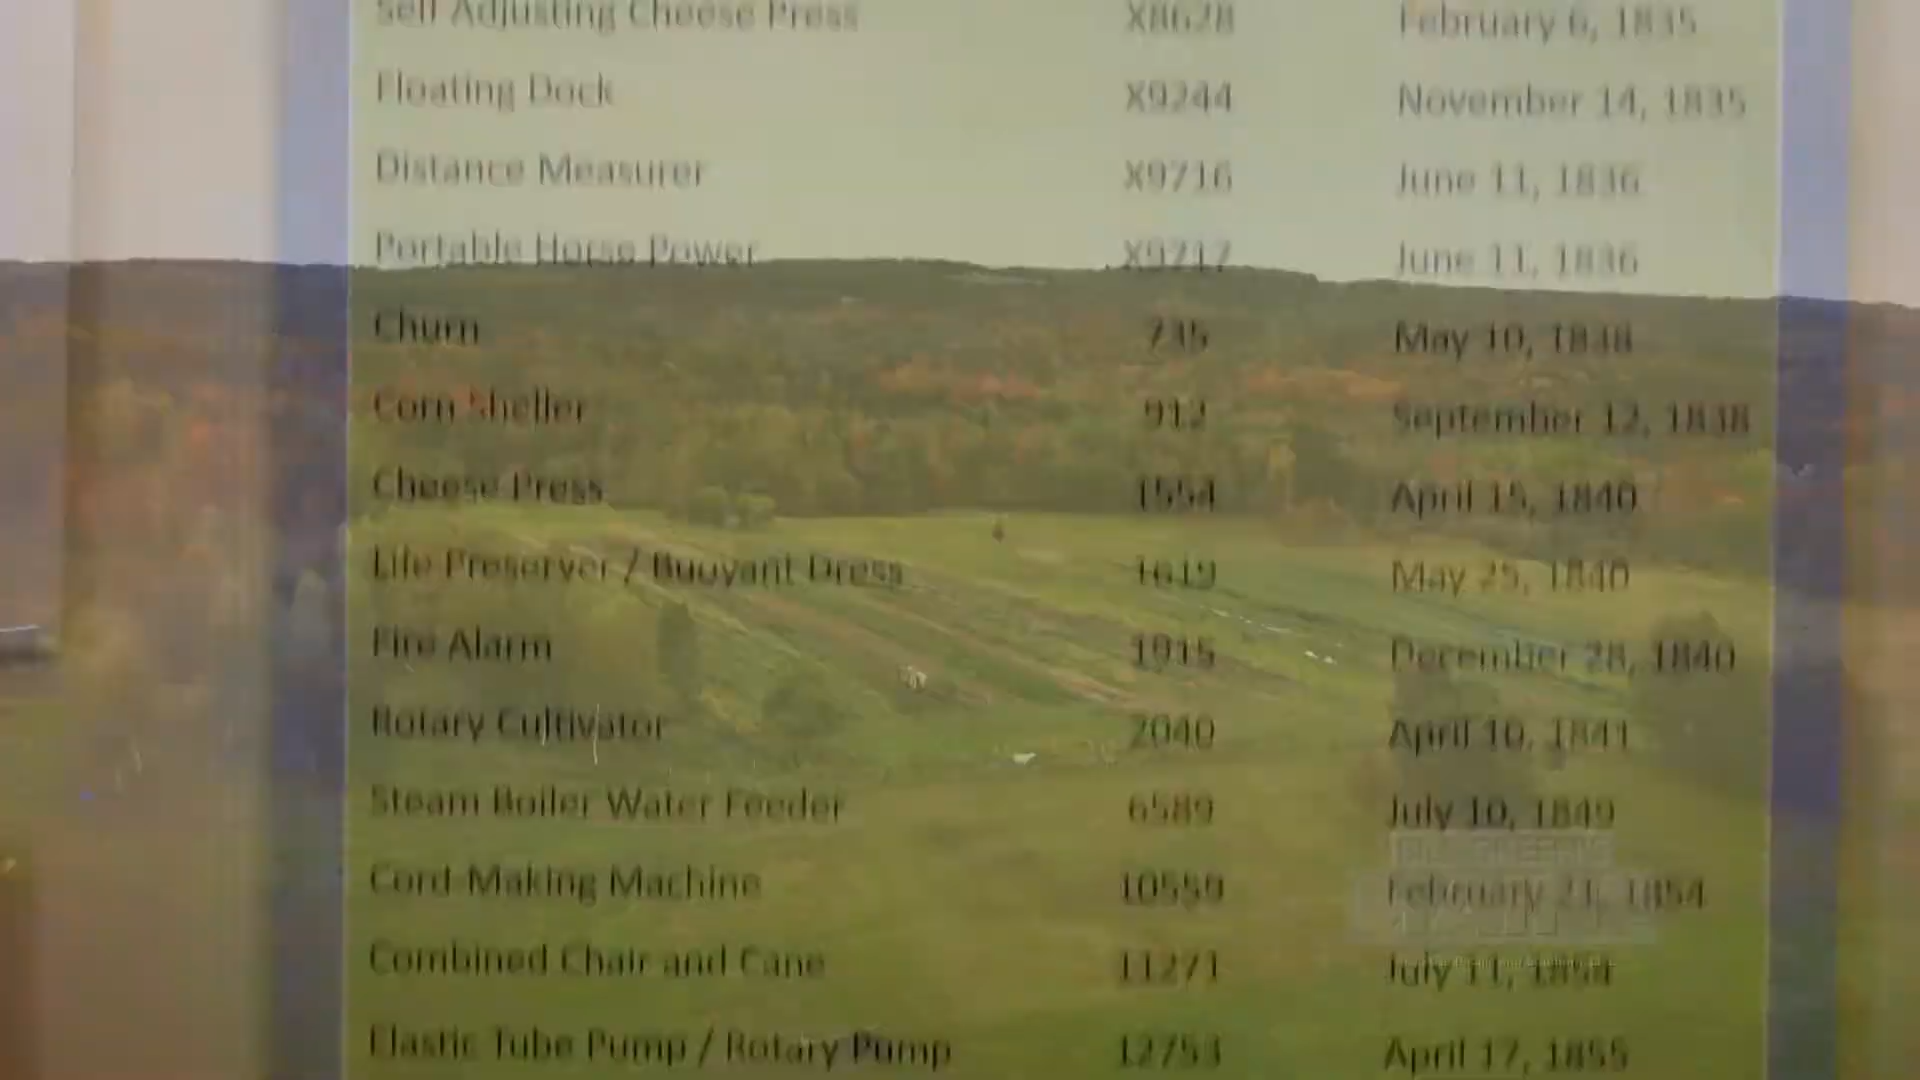 Self Adjusting Cheese Press X8628 February 6, 1835
Floating Dock X9244 November 14, 1835
Distance Measurer X9716 June 11, 1836
Portable Horse Power X9717 June 11, 1836
Churn 735 May 10, 1838
Corn Sheller 912 September 12, 1838
Cheese Press 1554 April 15, 1840
Life Preserver / Buoyant Dress 1619 May 25, 1840
Fire Alarm 1915 December 28, 1840
Rotary Cultivator 2040 April 10, 1841
Steam Boiler Water Feeder 6589 July 10, 1849
Cord-Making Machine 10559 February 21, 1854
Combined Chair and Cane 11271 July 11, 1854
Elastic Tube Pump / Rotary Pump 12753 April 17, 1855